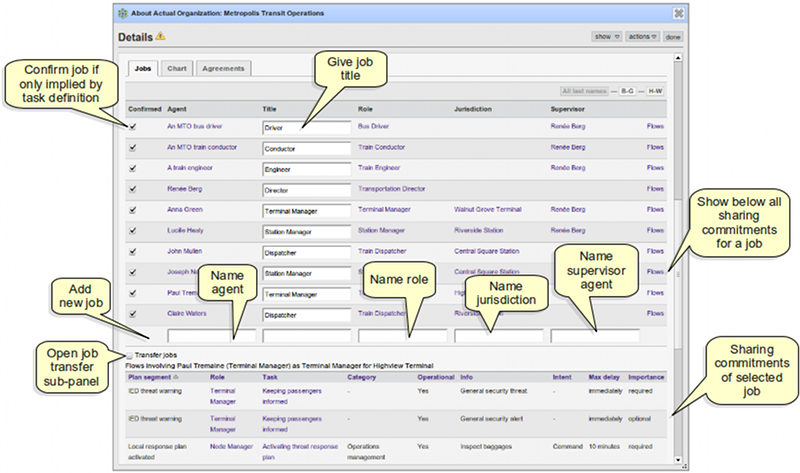 About Actual Organization: Metropolis Transit Operations
Details
show
actions
done
Jobs Chart Agreements
Confirm job if
only implied by
task definition
Give job
title
All last names — B-G — H-W
Confirmed Agent Title Role Jurisdiction Supervisor
An MTO bus driver Driver Bus Driver Renée Berg Flows
An MTO train conductor Conductor Train Conductor Renée Berg Flows
A train engineer Engineer Train Engineer Renée Berg Flows
Renée Berg Director Transportation Director Flows
Anna Green Terminal Manager Terminal Manager Walnut Grove Terminal Renée Berg Flows
Lucille Healy Station Manager Station Manager Riverside Station Renée Berg Flows
John Mullen Dispatcher Train Dispatcher Central Square Station Flows
Joseph Station Manager Central Square Station Flows
Paul Trem Terminal Manager Flows
Claire Waters Dispatcher Train Dispatcher Riverside Flows
Show below all
sharing
commitments
for a job
Add
new job
Name
agent
Name role
Name
jurisdiction
Name
supervisor
agent
Open job
transfer
sub-panel
Transfer jobs
Flows involving Paul Tremaine (Terminal Manager) as Terminal Manager for Highview Terminal
Plan segment Role Task Category Operational Info Intent Max delay Importance
IED threat warning Terminal Manager Keeping passengers informed - Yes General security threat - immediately required
IED threat warning Terminal Manager Keeping passengers informed - Yes General security alert - immediately optional
Local response plan activated Node Manager Activating threat response plan Operations management Yes inspect baggages Command 10 minutes required
Sharing
commitments
of selected
job